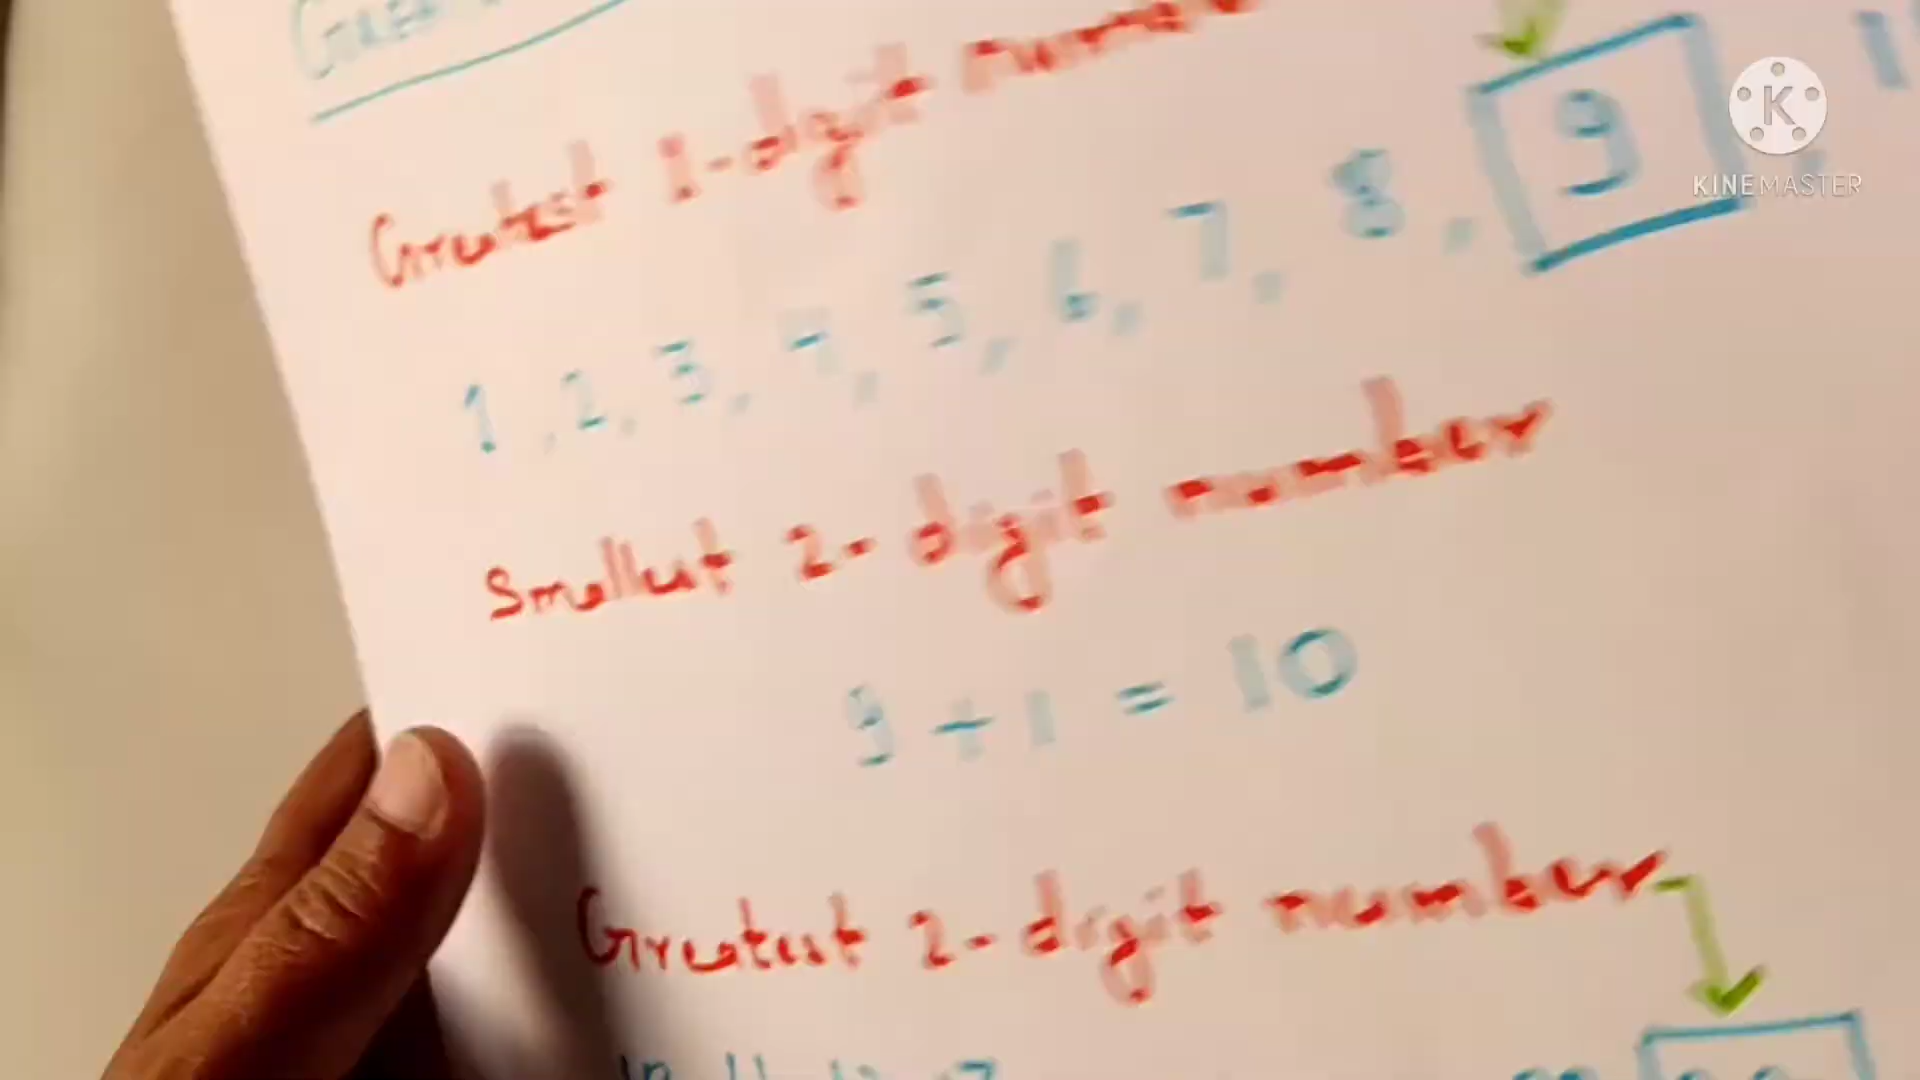 Greatest 1-digit number
1, 2, 3, 4, 5, 6, 7, 8, 9,
Smallest 2-digit number
9 + 1 = 10
Greatest 2-digit number
KINEMASTER